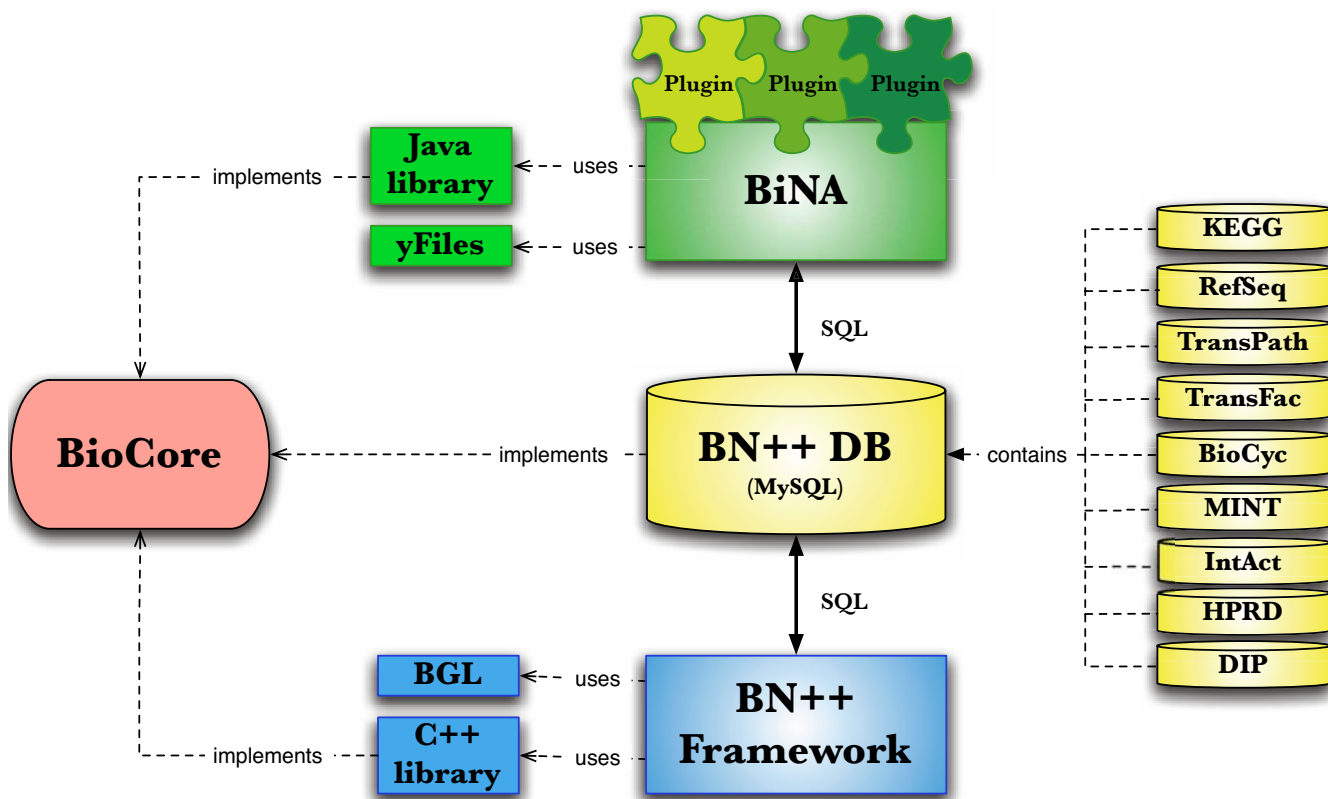 Plugin Plugin Plugin
Java
library
implements
uses
BiNA
yFiles
uses
KEGG
RefSeq
SQL
TransPath
TransFac
BioCore
implements
BN++ DB
(MySQL)
contains
BioCyc
MINT
IntAct
SQL
HPRD
DIP
BGL
uses
BN++
Framework
C++
library
implements
uses